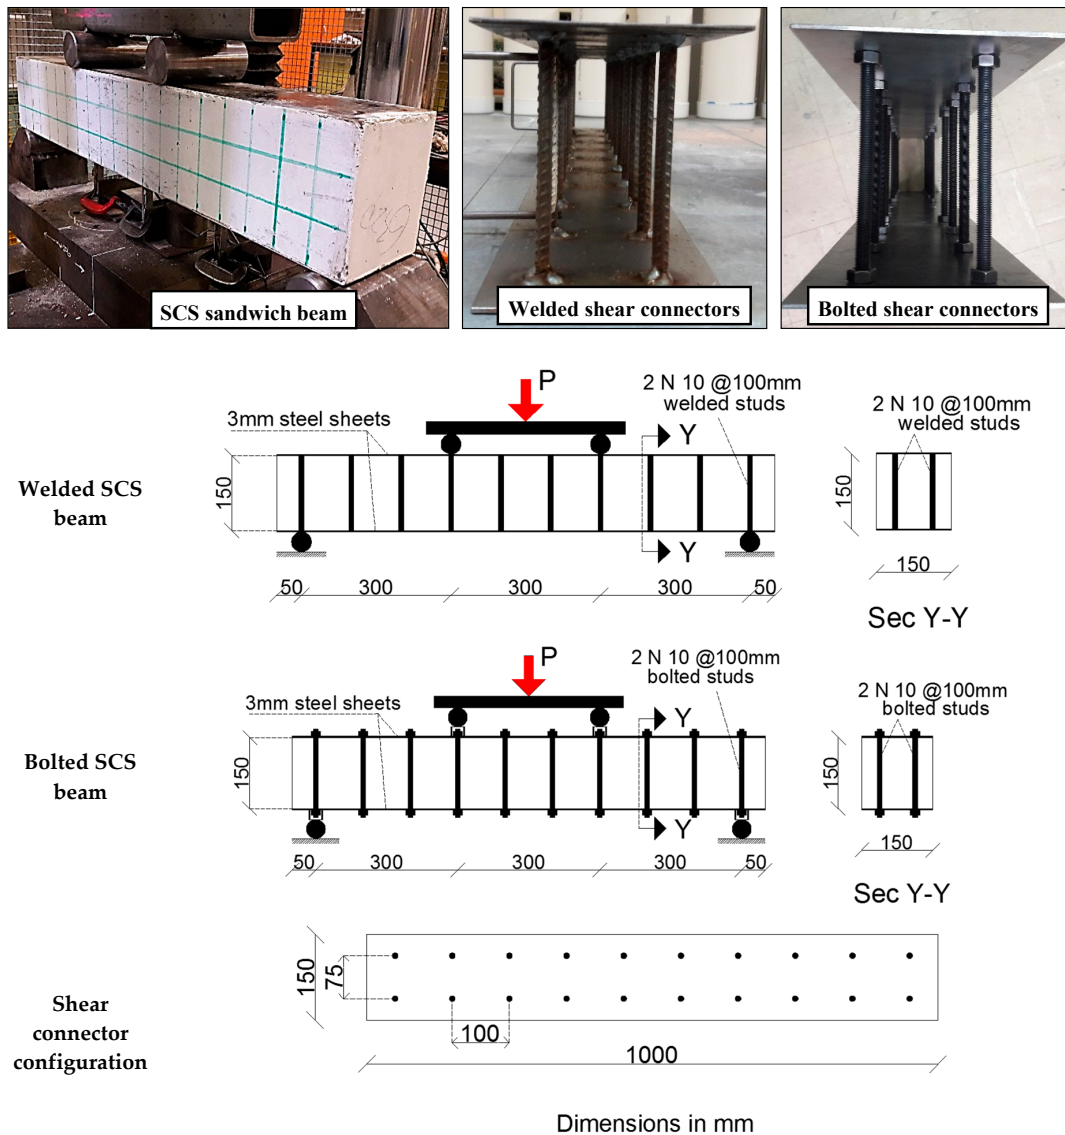 SCS sandwich beam
Welded shear connectors
Bolted shear connectors
Welded SCS
beam
P
2 N 10 @100mm
welded studs
3mm steel sheets
Y
Y
150
50
300
300
300
50
2 N 10 @100mm
welded studs
150
150
Sec Y-Y
Bolted SCS
beam
P
2 N 10 @100mm
bolted studs
3mm steel sheets
Y
Y
150
50
300
300
300
50
2 N 10 @100mm
bolted studs
150
150
Sec Y-Y
Shear
connector
configuration
150
75
100
1000
Dimensions in mm